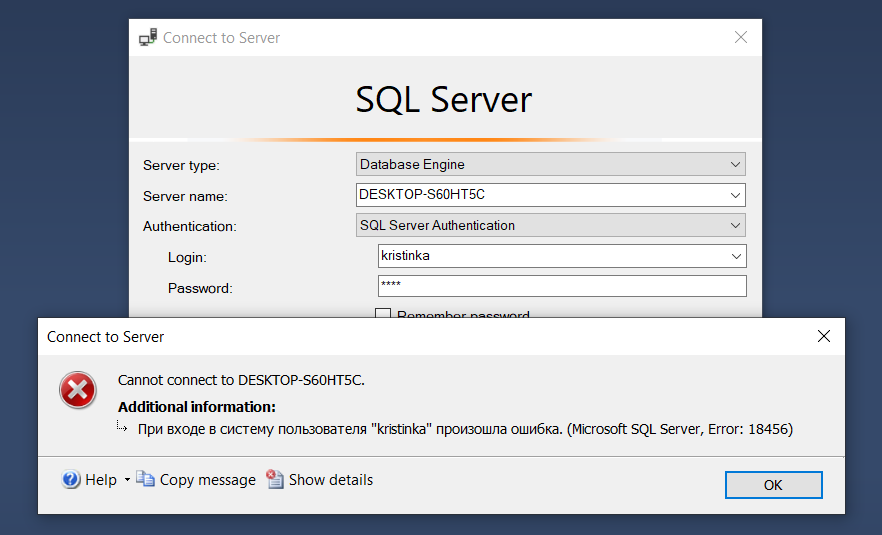 Connect to Server
SQL Server
Server type: Database Engine
Server name: DESKTOP-S60HT5C
Authentication: SQL Server Authentication
Login: kristinka
Password: ****
Remember password
Connect to Server
Cannot connect to DESKTOP-S60HT5C.
Additional information:
При входе в систему пользователя "kristinka" произошла ошибка. (Microsoft SQL Server, Error: 18456)
Help Copy message Show details OK